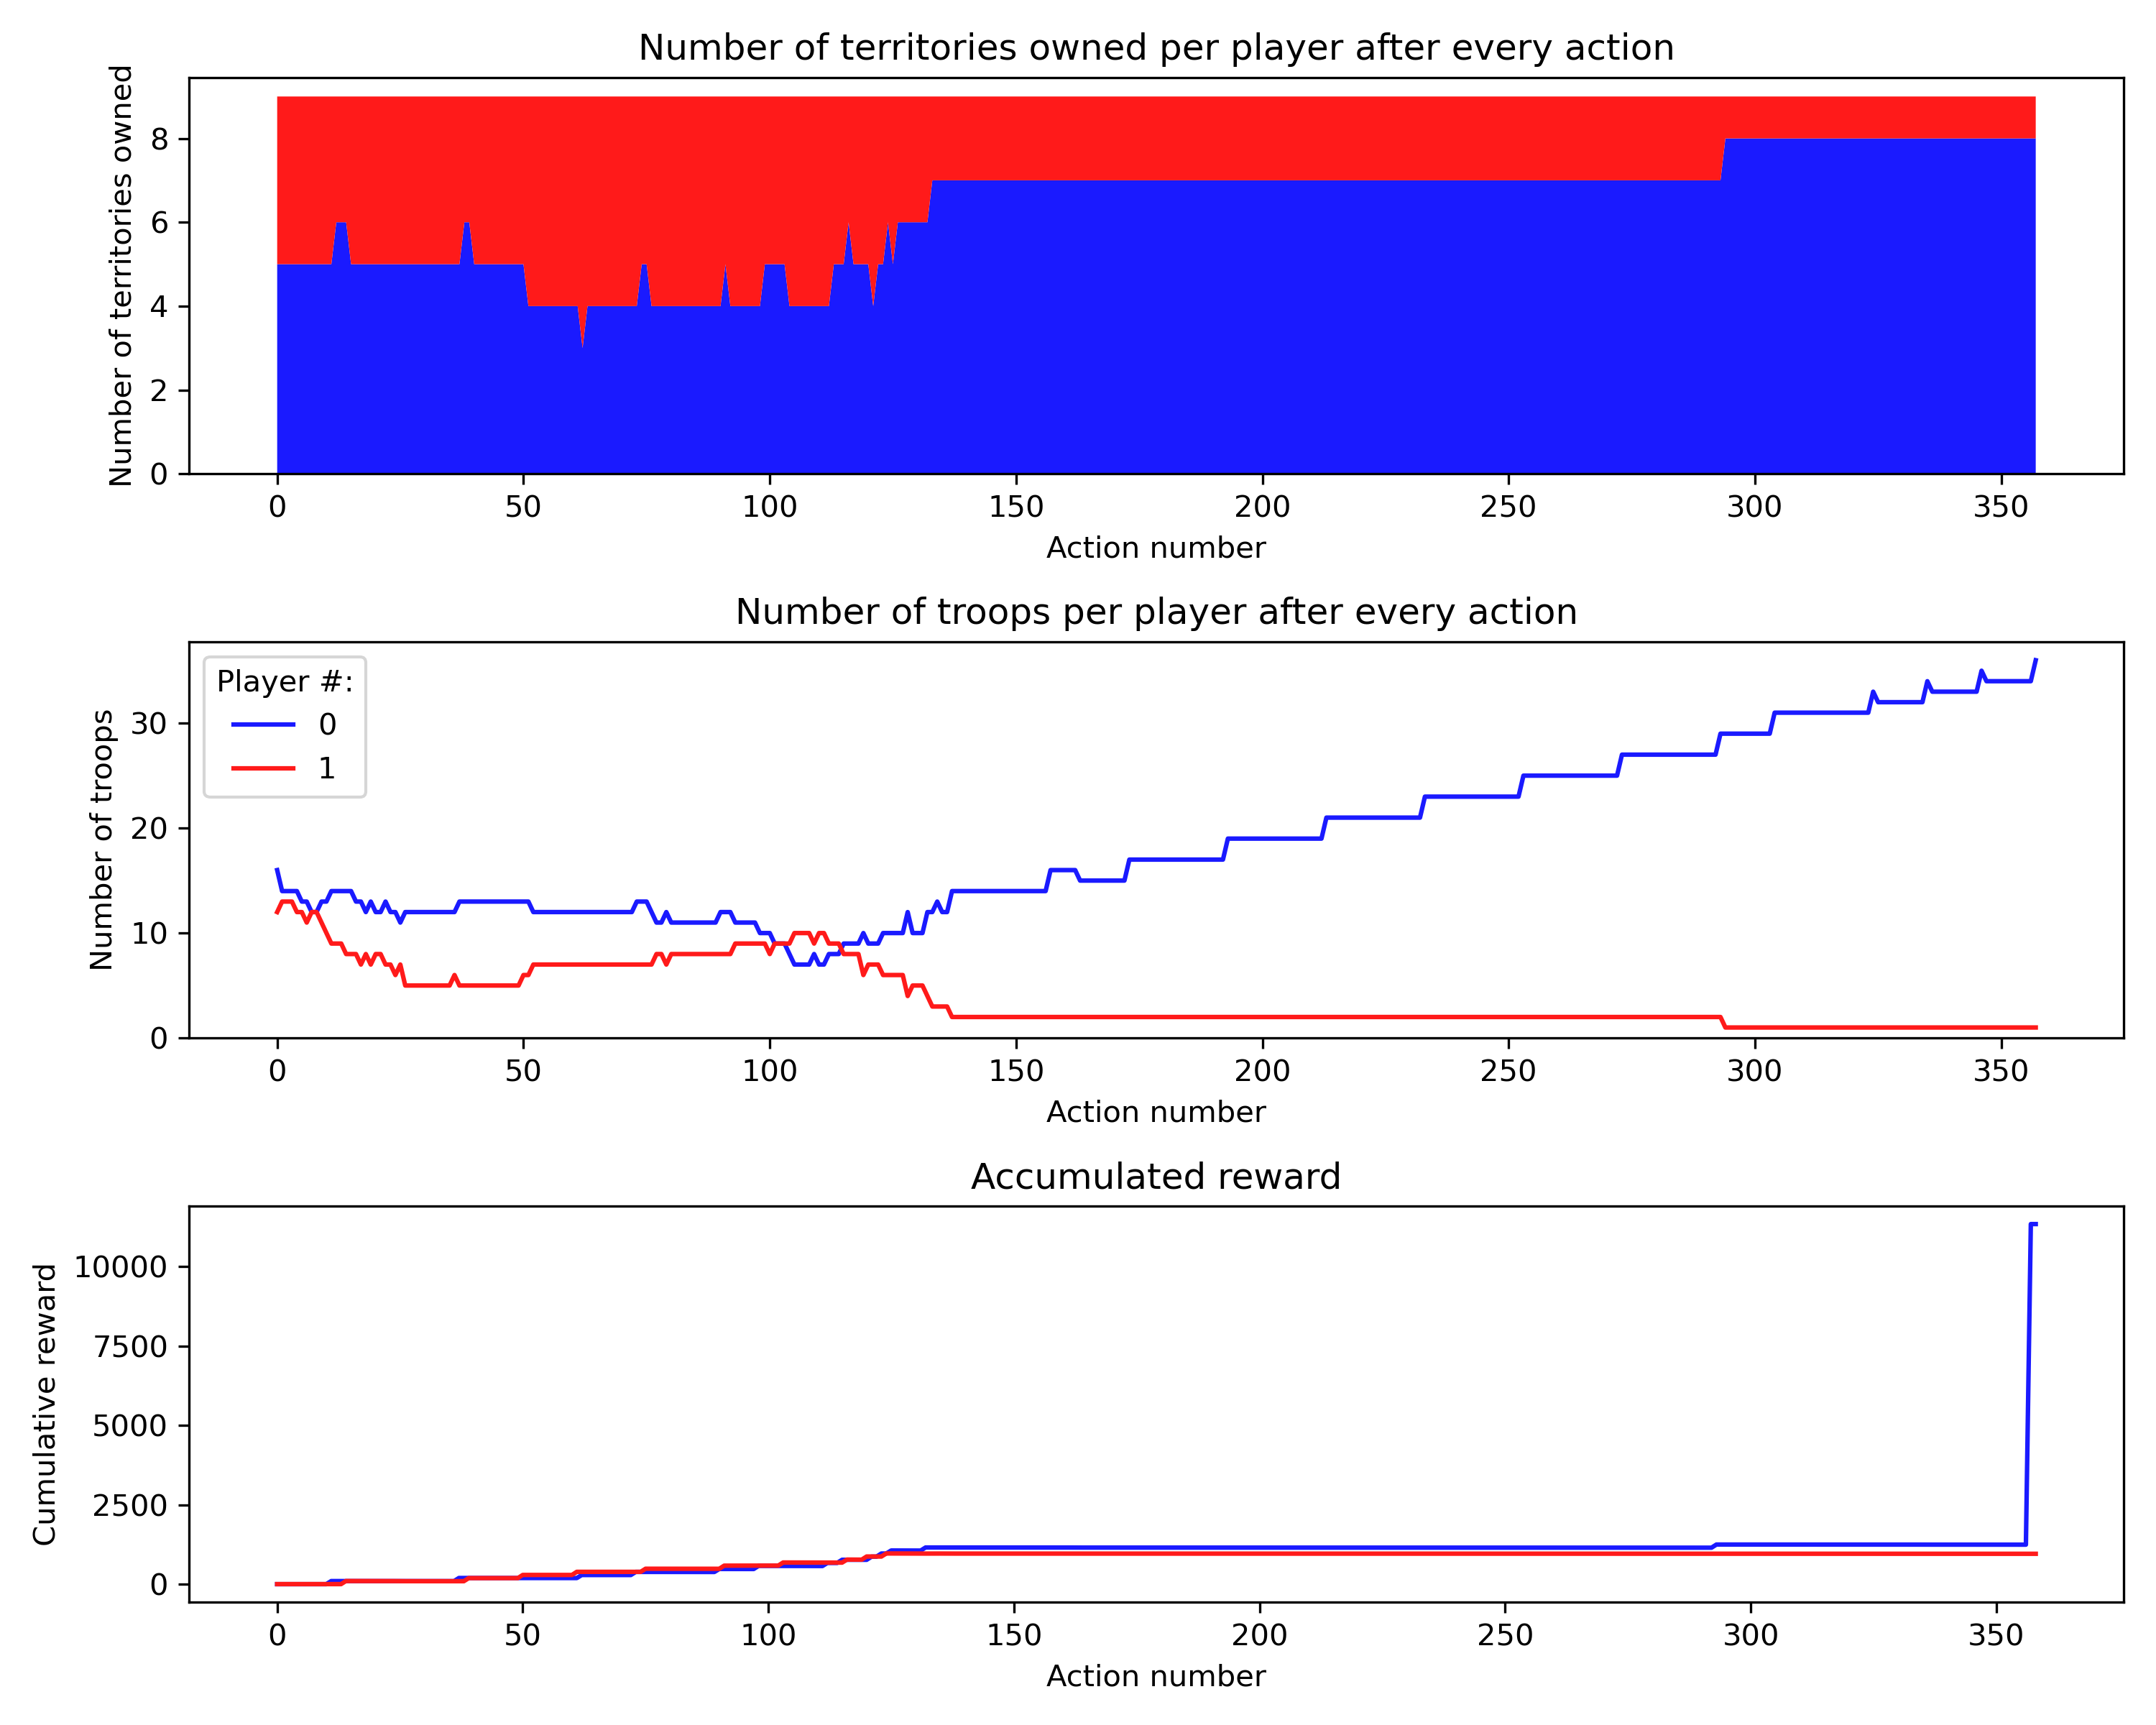 Number of territories owned per player after every action
Number of territories owned
8
6
4
2
0
0 50 100 150 200 250 300 350
Action number
Number of troops per player after every action
Number of troops
Player #:
0
1
30
20
10
0
0 50 100 150 200 250 300 350
Action number
Accumulated reward
Cumulative reward
10000
7500
5000
2500
0
0 50 100 150 200 250 300 350
Action number